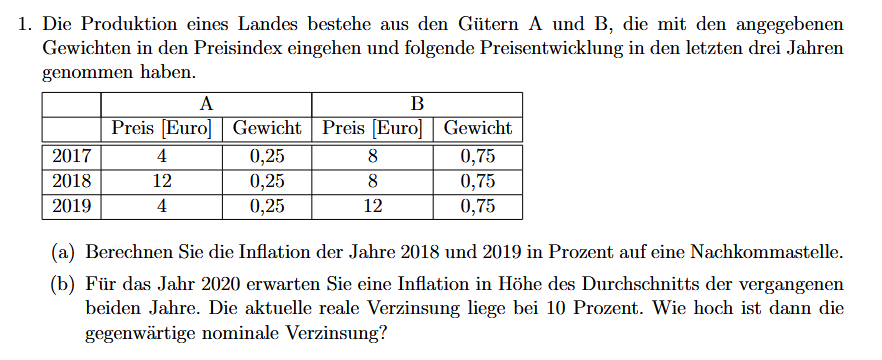 1. Die Produktion eines Landes bestehe aus den Gütern A und B, die mit den angegebenen
Gewichten in den Preisindex eingehen und folgende Preisentwicklung in den letzten drei Jahren
genommen haben.
A B
Preis [Euro] Gewicht Preis [Euro] Gewicht
2017 4 0,25 8 0,75
2018 12 0,25 8 0,75
2019 4 0,25 12 0,75
(a) Berechnen Sie die Inflation der Jahre 2018 und 2019 in Prozent auf eine Nachkommastelle.
(b) Für das Jahr 2020 erwarten Sie eine Inflation in Höhe des Durchschnitts der vergangenen
beiden Jahre. Die aktuelle reale Verzinsung liege bei 10 Prozent. Wie hoch ist dann die
gegenwärtige nominale Verzinsung?